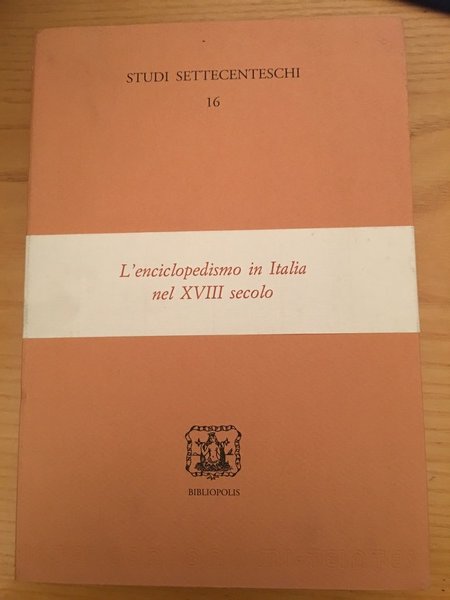 STUDI SETTECENTESCHI
16
L'enciclopedismo in Italia
nel XVIII secolo
BIBLIOPOLIS